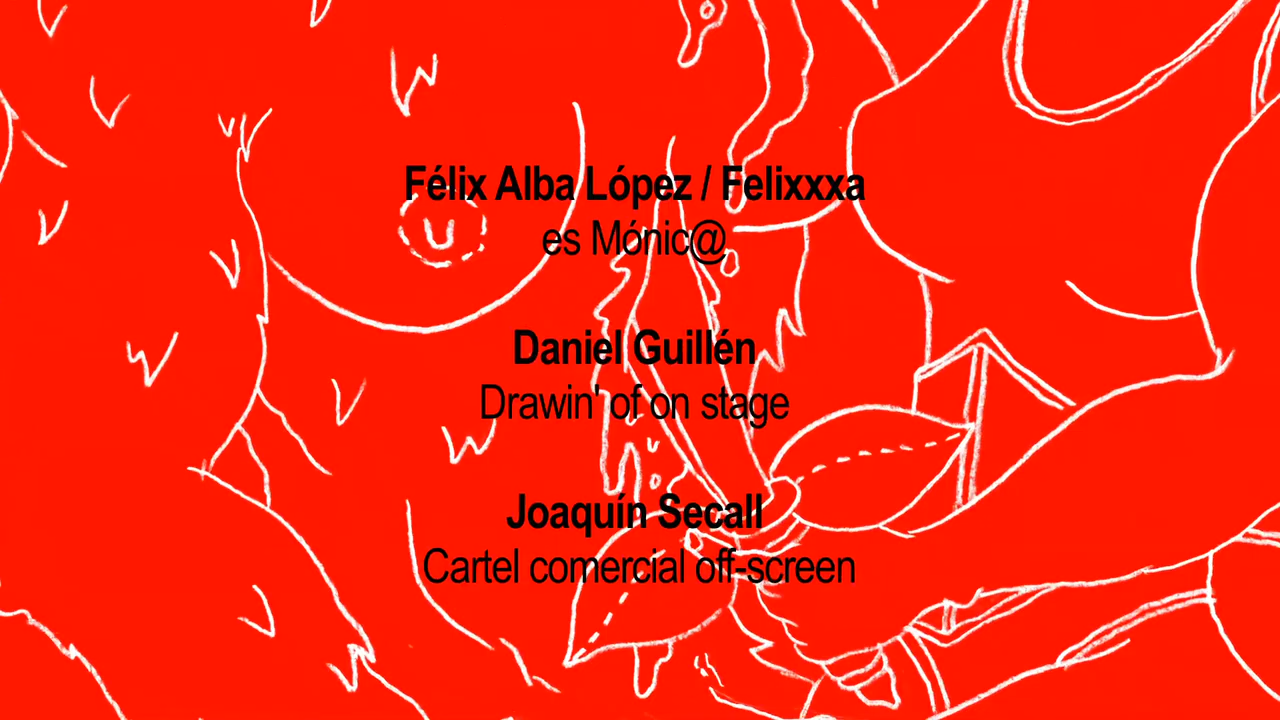 Félix Alba López / Felixxxa
es Mónic@
Daniel Guillén
Drawin' of on stage
Joaquín Secall
Cartel comercial off-screen